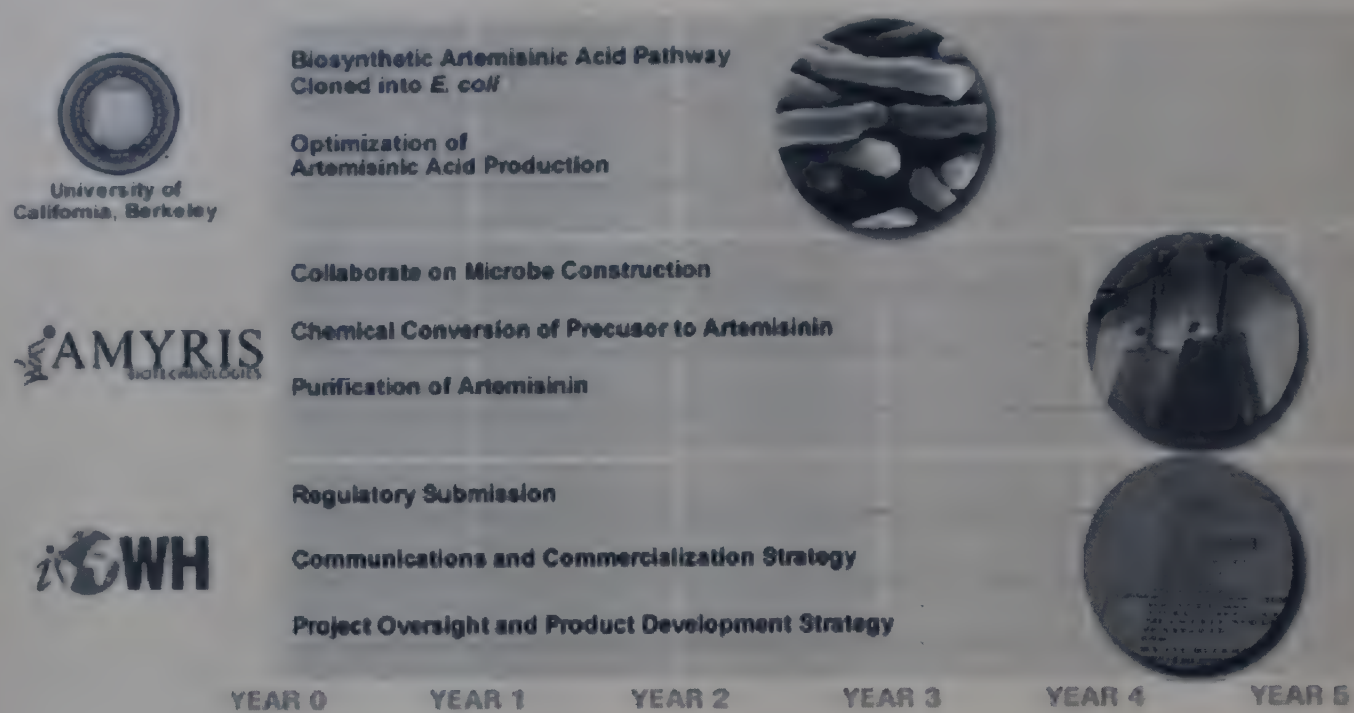 Biosynthetic Artemisinic Acid Pathway
Cloned into E. coli
Optimization of
Artemisinic Acid Production
University of
California, Berkeley
Collaborate on Microbe Construction
AMYRIS
BIOTECHNOLOGIES
Chemical Conversion of Precusor to Artemisinin
Purification of Artemisinin
Regulatory Submission
iOWH
Communications and Commercialization Strategy
Project Oversight and Product Development Strategy
YEAR 0 YEAR 1 YEAR 2 YEAR 3 YEAR 4 YEAR 5